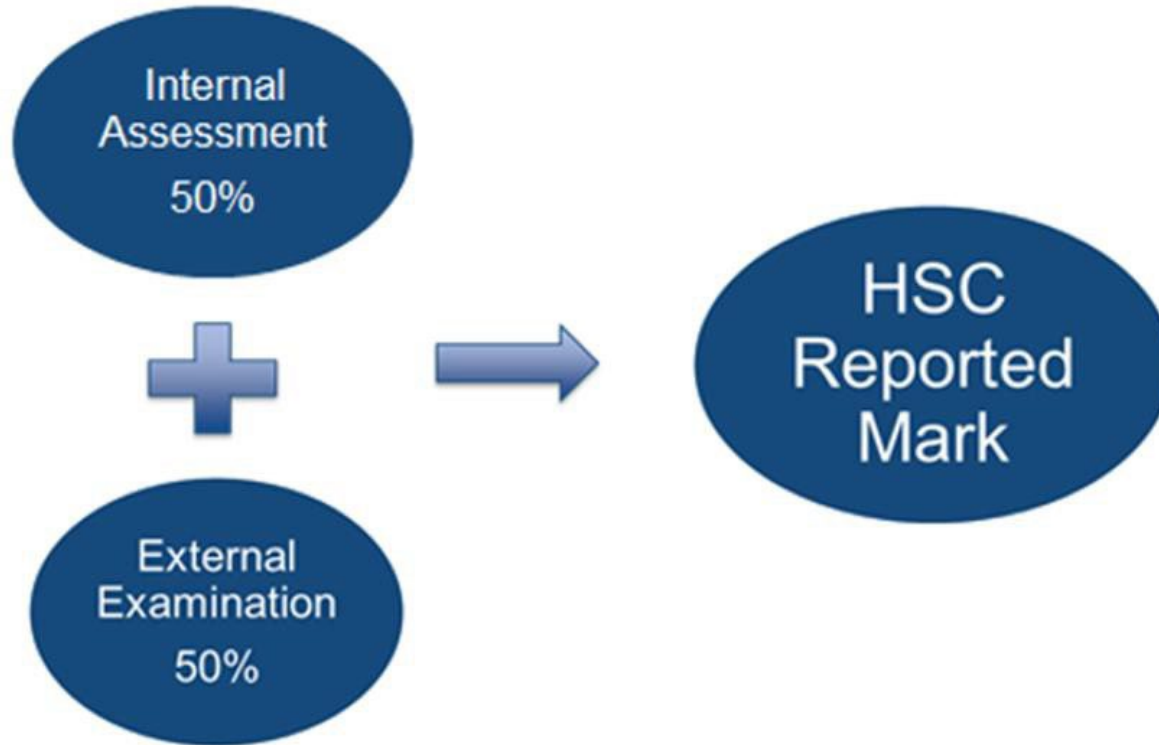 Internal
Assessment
50%
External
Examination
50%
HSC
Reported
Mark